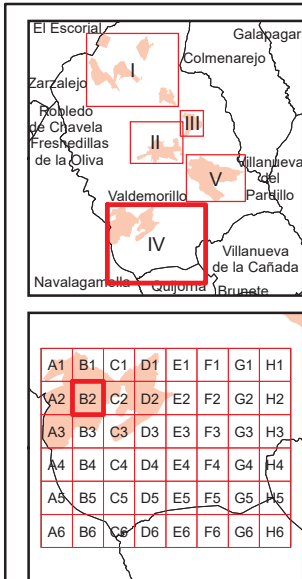 El Escorial
Galapagar
Colmenarejo
I
Zarzalejo
Robledo
de Chavela
III
Fresnedillas
de la Oliva
II
Villanueva
del
Pardillo
V
Valdemorillo
IV
Villanueva
de la Cañada
Navalagamella
Quijorna
Brunete
A1 B1 C1 D1 E1 F1 G1 H1
A2 B2 C2 D2 E2 F2 G2 H2
A3 B3 C3 D3 E3 F3 G3 H3
A4 B4 C4 D4 E4 F4 G4 H4
A5 B5 C5 D5 E5 F5 G5 H5
A6 B6 C6 D6 E6 F6 G6 H6